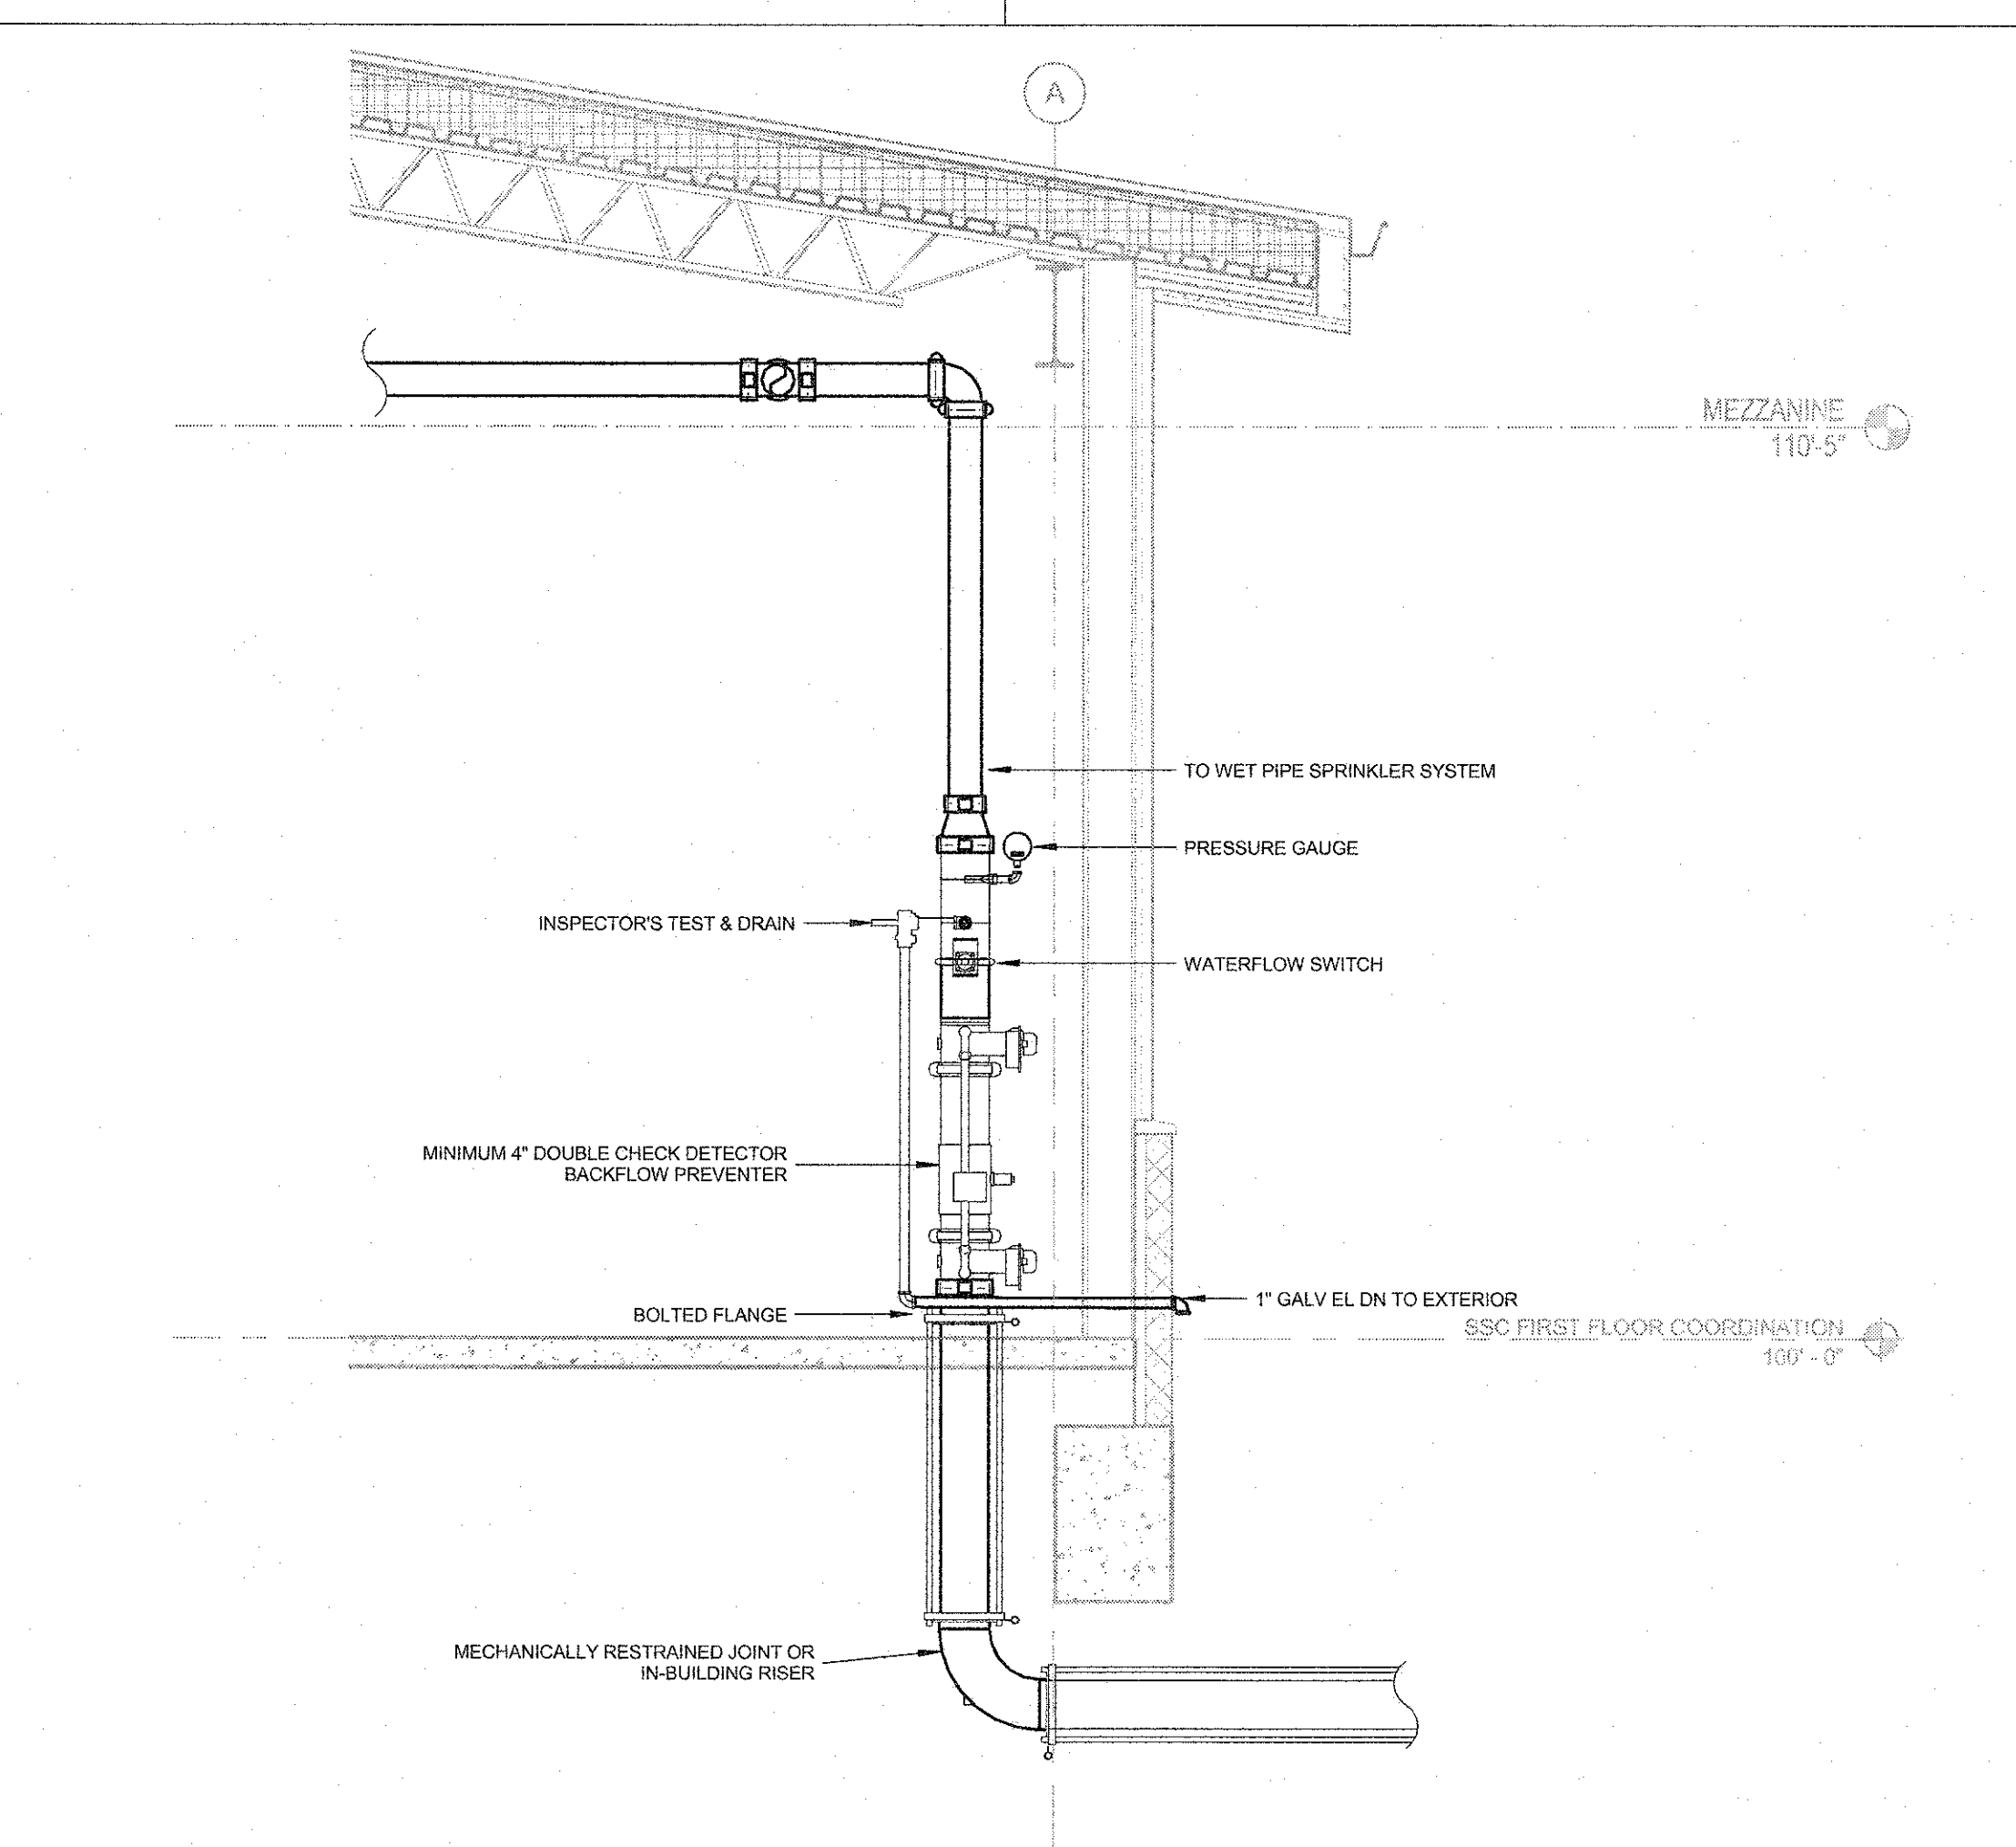 A
MEZZANINE
110'-5"
TO WET PIPE SPRINKLER SYSTEM
PRESSURE GAUGE
INSPECTOR'S TEST & DRAIN
WATERFLOW SWITCH
MINIMUM 4" DOUBLE CHECK DETECTOR
BACKFLOW PREVENTER
1" GALV EL DN TO EXTERIOR
BOLTED FLANGE
SSC FIRST FLOOR COORDINATION
100' - 0"
MECHANICALLY RESTRAINED JOINT OR
IN-BUILDING RISER